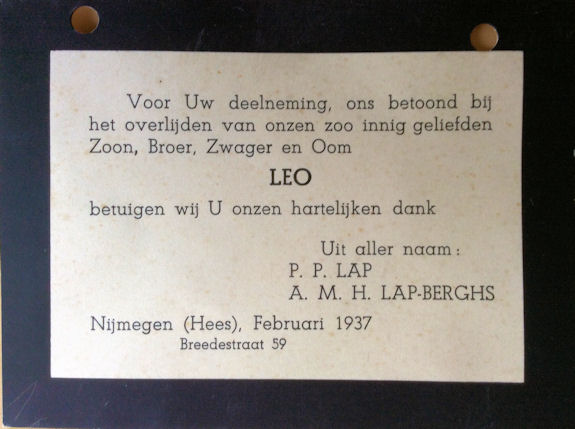 Voor Uw deelneming, ons betoond bij
het overlijden van onzen zoo innig geliefden
Zoon, Broer, Zwager en Oom
LEO
betuigen wij U onzen hartelijken dank
Uit aller naam:
P. P. LAP
A. M. H. LAP-BERGHS
Nijmegen (Hees), Februari 1937
Breedestraat 59